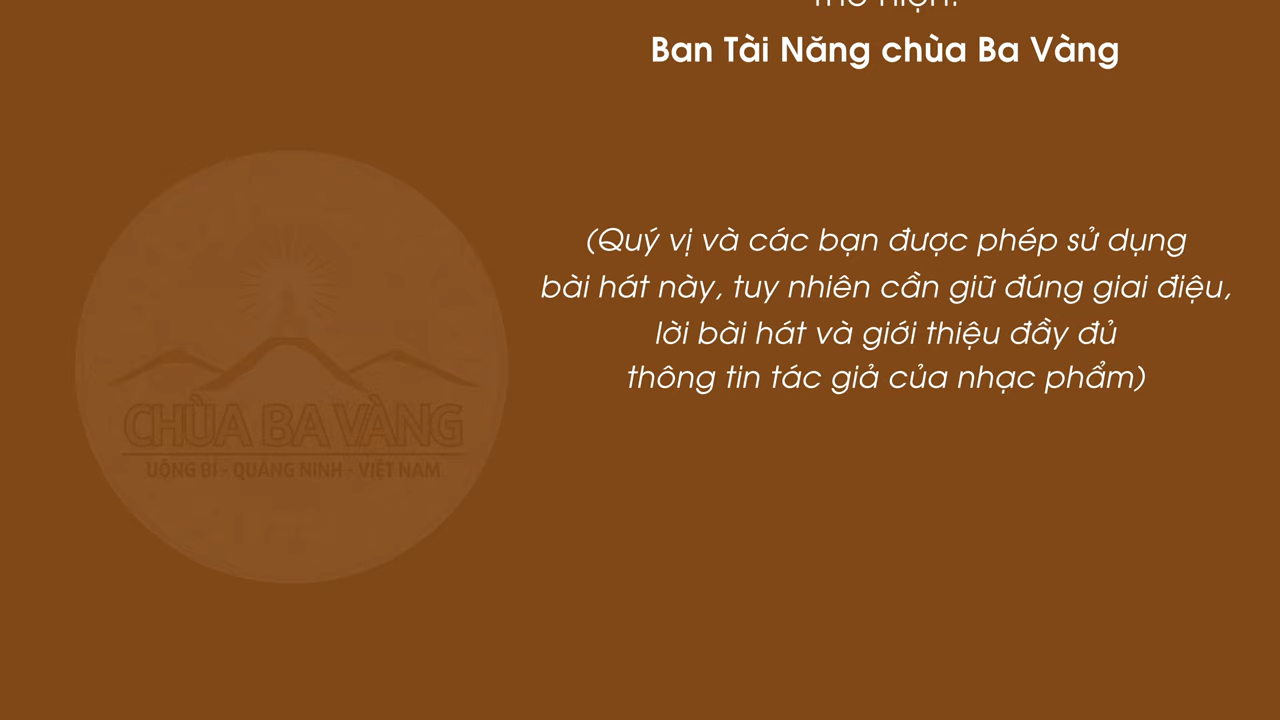 Thể hiện:
Ban Tài Năng chùa Ba Vàng
(Quý vị và các bạn được phép sử dụng
bài hát này, tuy nhiên cần giữ đúng giai điệu,
lời bài hát và giới thiệu đầy đủ
thông tin tác giả của nhạc phẩm)
CHÙA BA VÀNG
UÔNG BÍ - QUẢNG NINH - VIỆT NAM